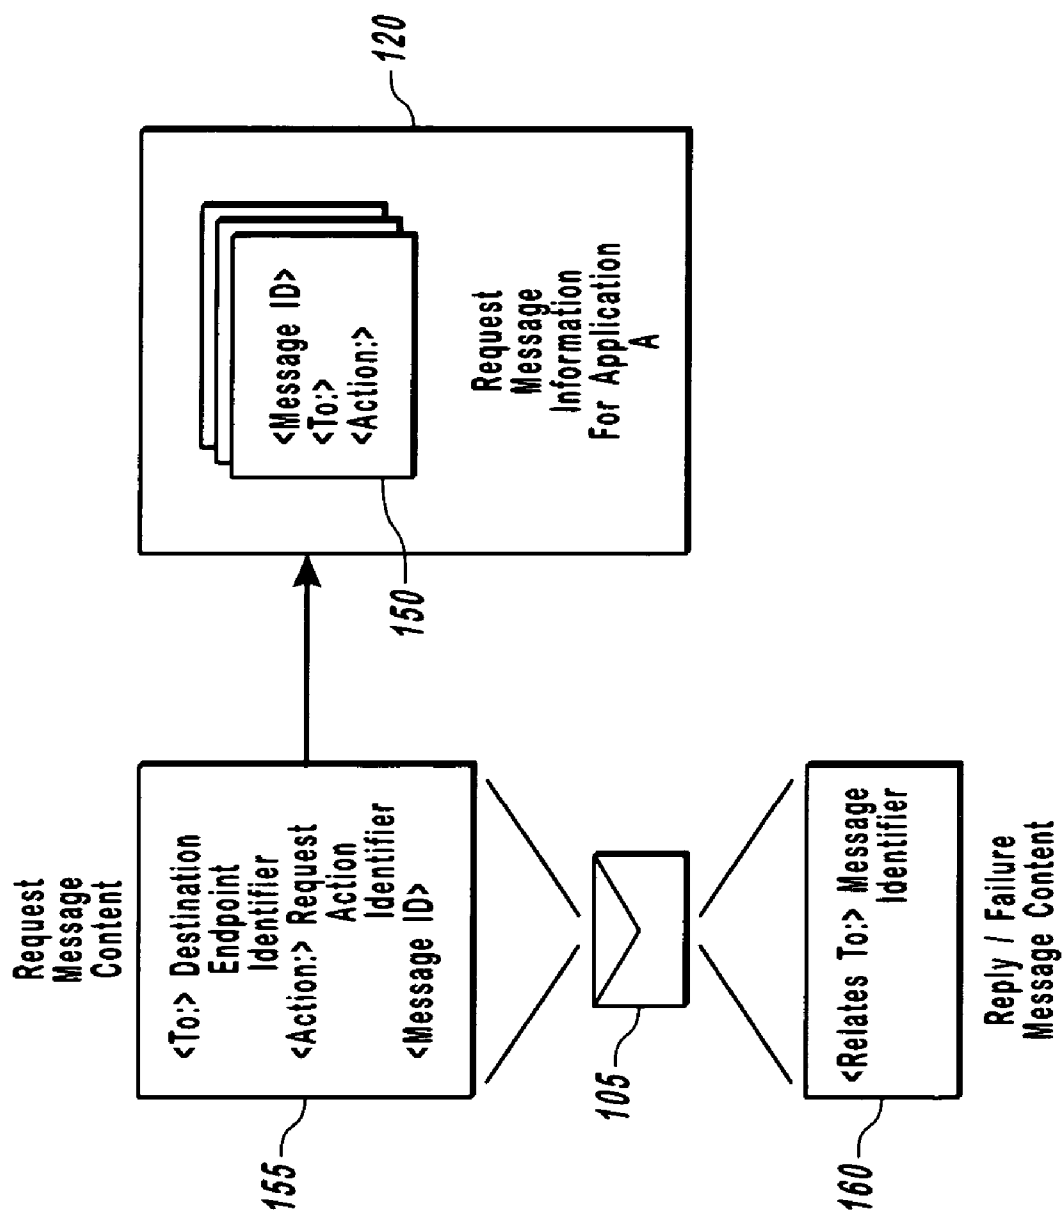 Request
Message
Content
<To:> Destination
Endpoint
Identifier
<Action:> Request
Action
Identifier
<Message ID>
155
105
<Relates To:> Message
Identifier
160
Reply / Failure
Message Content
<Message ID>
<To:>
<Action:>
150
Request
Message
Information
For Application
A
120